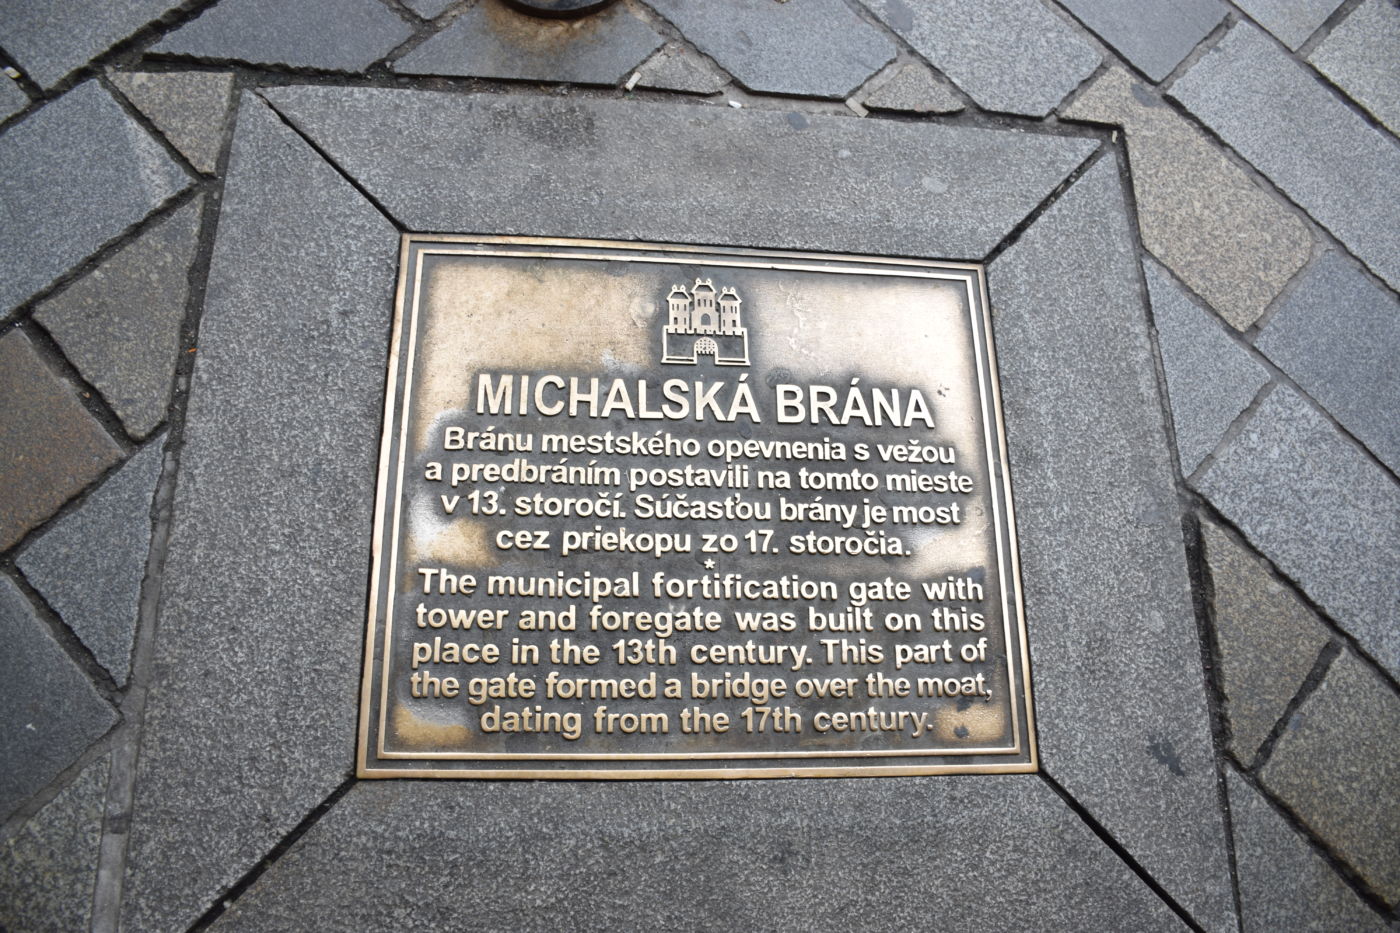 MICHALSKÁ BRÁNA
Bránu mestského opevnenia s vežou
a predbráním postavili na tomto mieste
v 13. storočí. Súčasťou brány je most
cez priekopu zo 17. storočia.
*
The municipal fortification gate with
tower and foregate was built on this
place in the 13th century, This part of
the gate formed a bridge over the moat,
dating from the 17th century.